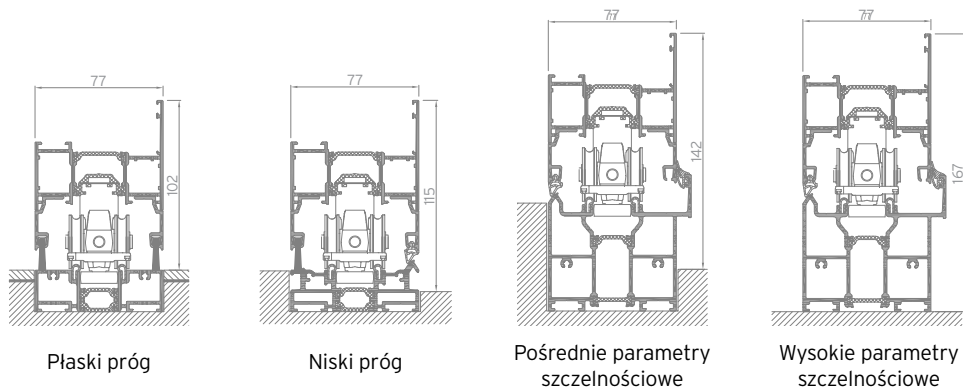 77
102
Płaski próg
77
115
Niski próg
77
142
Pośrednie parametry
szczelnościowe
77
167
Wysokie parametry
szczelnościowe